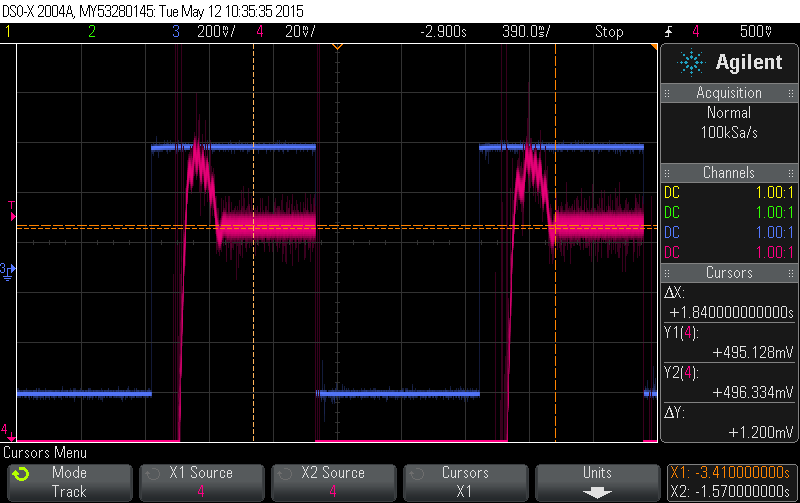 DSO-X 2004A, MY53280145: Tue May 12 10:35:35 2015
1 2 3 200mV/ 4 20mV/ -2.900s 390.0ms/ Stop 4 500mV
Agilent
Acquisition
Normal
100kSa/s
Channels
DC 1.00:1
DC 1.00:1
DC 1.00:1
DC 1.00:1
Cursors
ΔX:
+1.840000000000s
Y1(4):
+495.128mV
Y2(4):
+496.334mV
ΔY:
+1.200mV
T
3
4
Cursors Menu
Mode
Track
X1 Source
4
X2 Source
4
Cursors
X1
Units
X1: -3.410000000s
X2: -1.570000000s